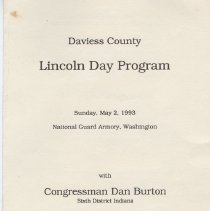 Daviess County
Lincoln Day Program
Sunday, May 2, 1993
National Guard Armory, Washington
with
Congressman Dan Burton
Sixth District Indiana